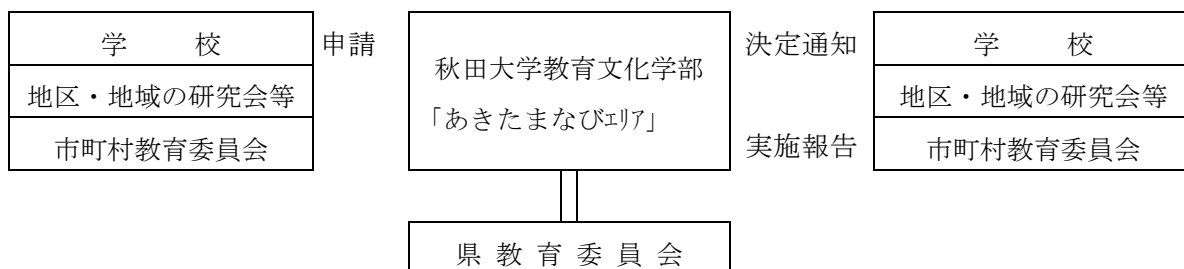 学校
地区・地域の研究会等
市町村教育委員会
申請
秋田大学教育文化学部
「あきたまなびエリア」
決定通知
実施報告
学校
地区・地域の研究会等
市町村教育委員会
県教育委員会